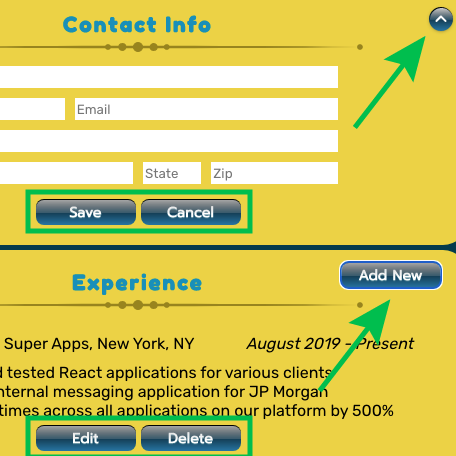 Contact Info
Email
State Zip
Save Cancel
Add New
Experience
Super Apps, New York, NY August 2019 - Present
d tested React applications for various clients
nternal messaging application for JP Morgan
times across all applications on our platform by 500%
Edit Delete